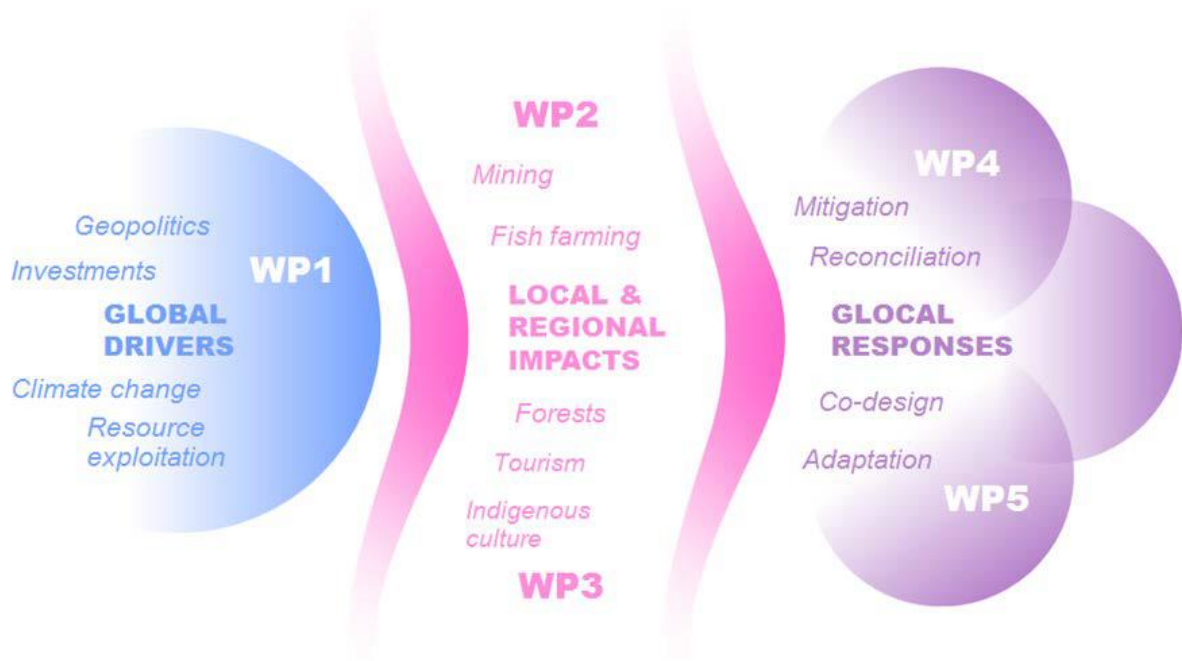 Geopolitics
Investments
WP1
GLOBAL
DRIVERS
Climate change
Resource
exploitation
WP2
Mining
Fish farming
LOCAL &
REGIONAL
IMPACTS
Forests
Tourism
Indigenous
culture
WP3
WP4
Mitigation
Reconciliation
GLOCAL
RESPONSES
Co-design
Adaptation
WP5